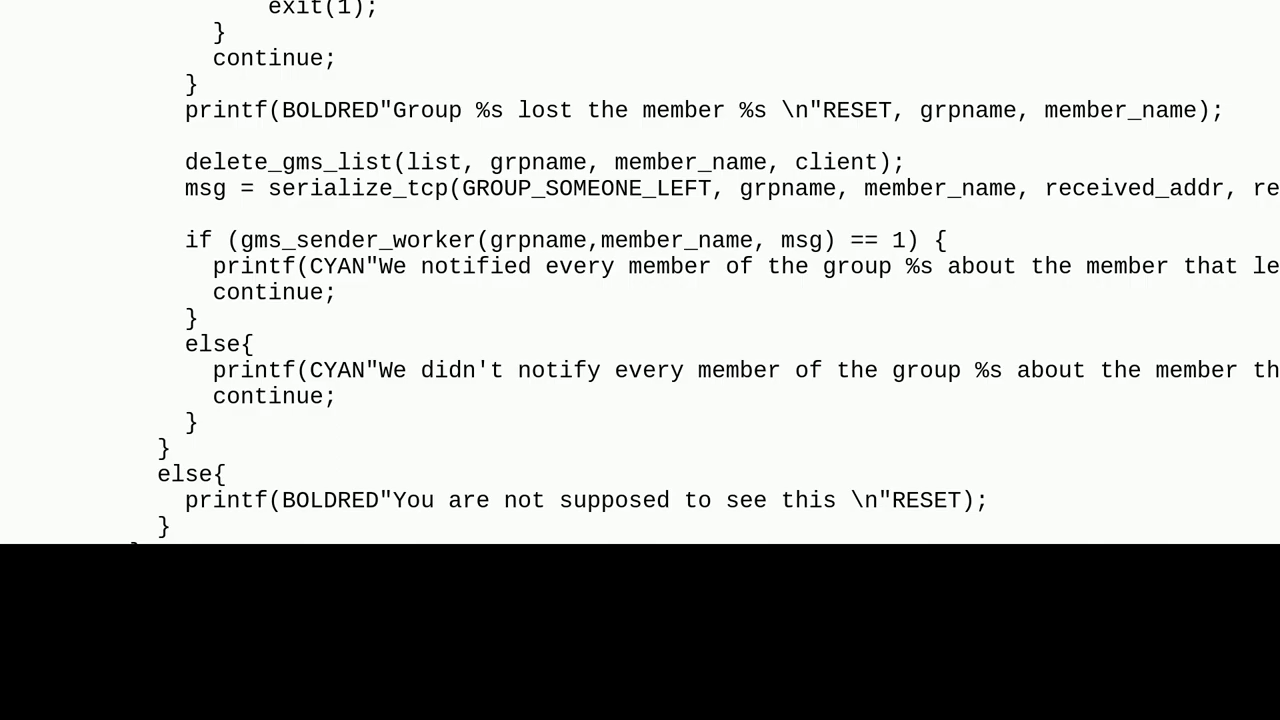 exit(1);
}
continue;
}
printf(BOLDRED"Group %s lost the member %s \n"RESET, grpname, member_name);
delete_gms_list(list, grpname, member_name, client);
msg = serialize_tcp(GROUP_SOMEONE_LEFT, grpname, member_name, received_addr, re
if (gms_sender_worker(grpname,member_name, msg) == 1) {
printf(CYAN"We notified every member of the group %s about the member that le
continue;
}
else{
printf(CYAN"We didn't notify every member of the group %s about the member th
continue;
}
}
else{
printf(BOLDRED"You are not supposed to see this \n"RESET);
}